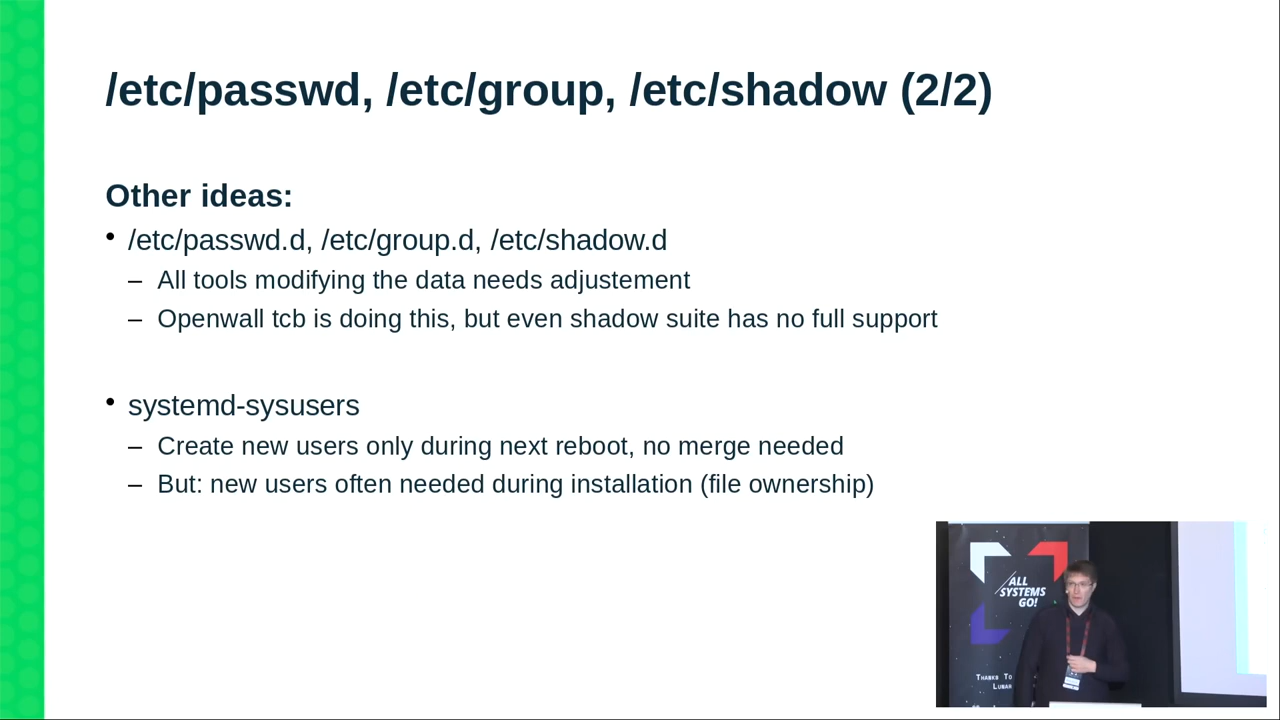 /etc/passwd, /etc/group, /etc/shadow (2/2)
Other ideas:
• /etc/passwd.d, /etc/group.d, /etc/shadow.d
– All tools modifying the data needs adjustement
– Openwall tcb is doing this, but even shadow suite has no full support
• systemd-sysusers
– Create new users only during next reboot, no merge needed
– But: new users often needed during installation (file ownership)
ALL
SYSTEMS
GO!
Thanks To